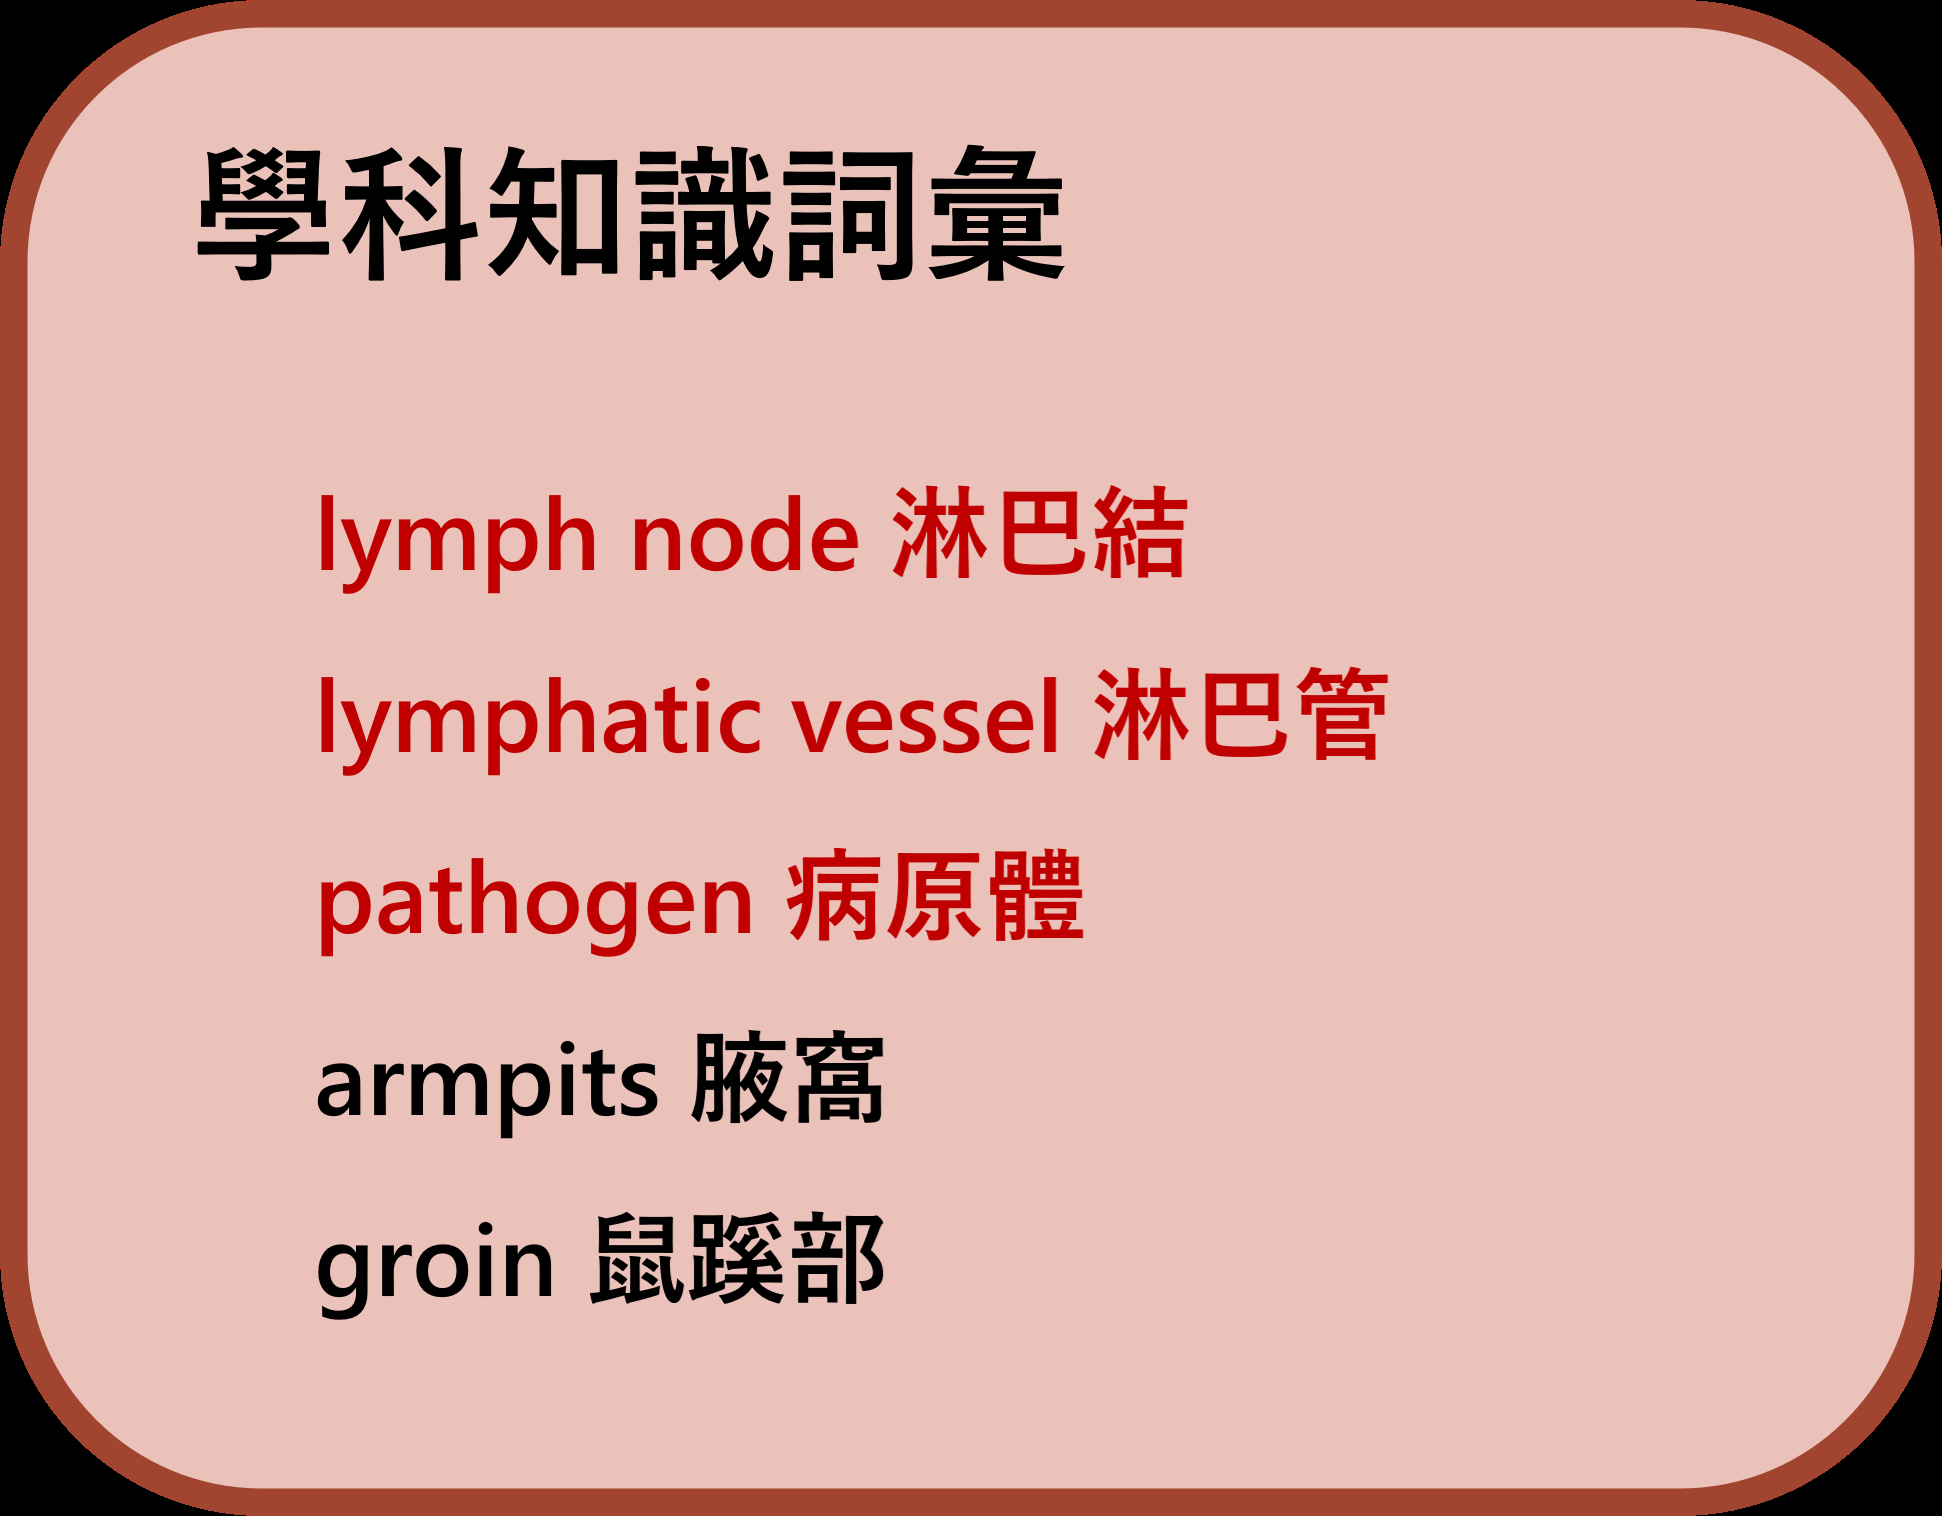 學科知識詞彙
lymph node 淋巴結
lymphatic vessel 淋巴管
pathogen 病原體
armpits 腋窩
groin 鼠蹊部